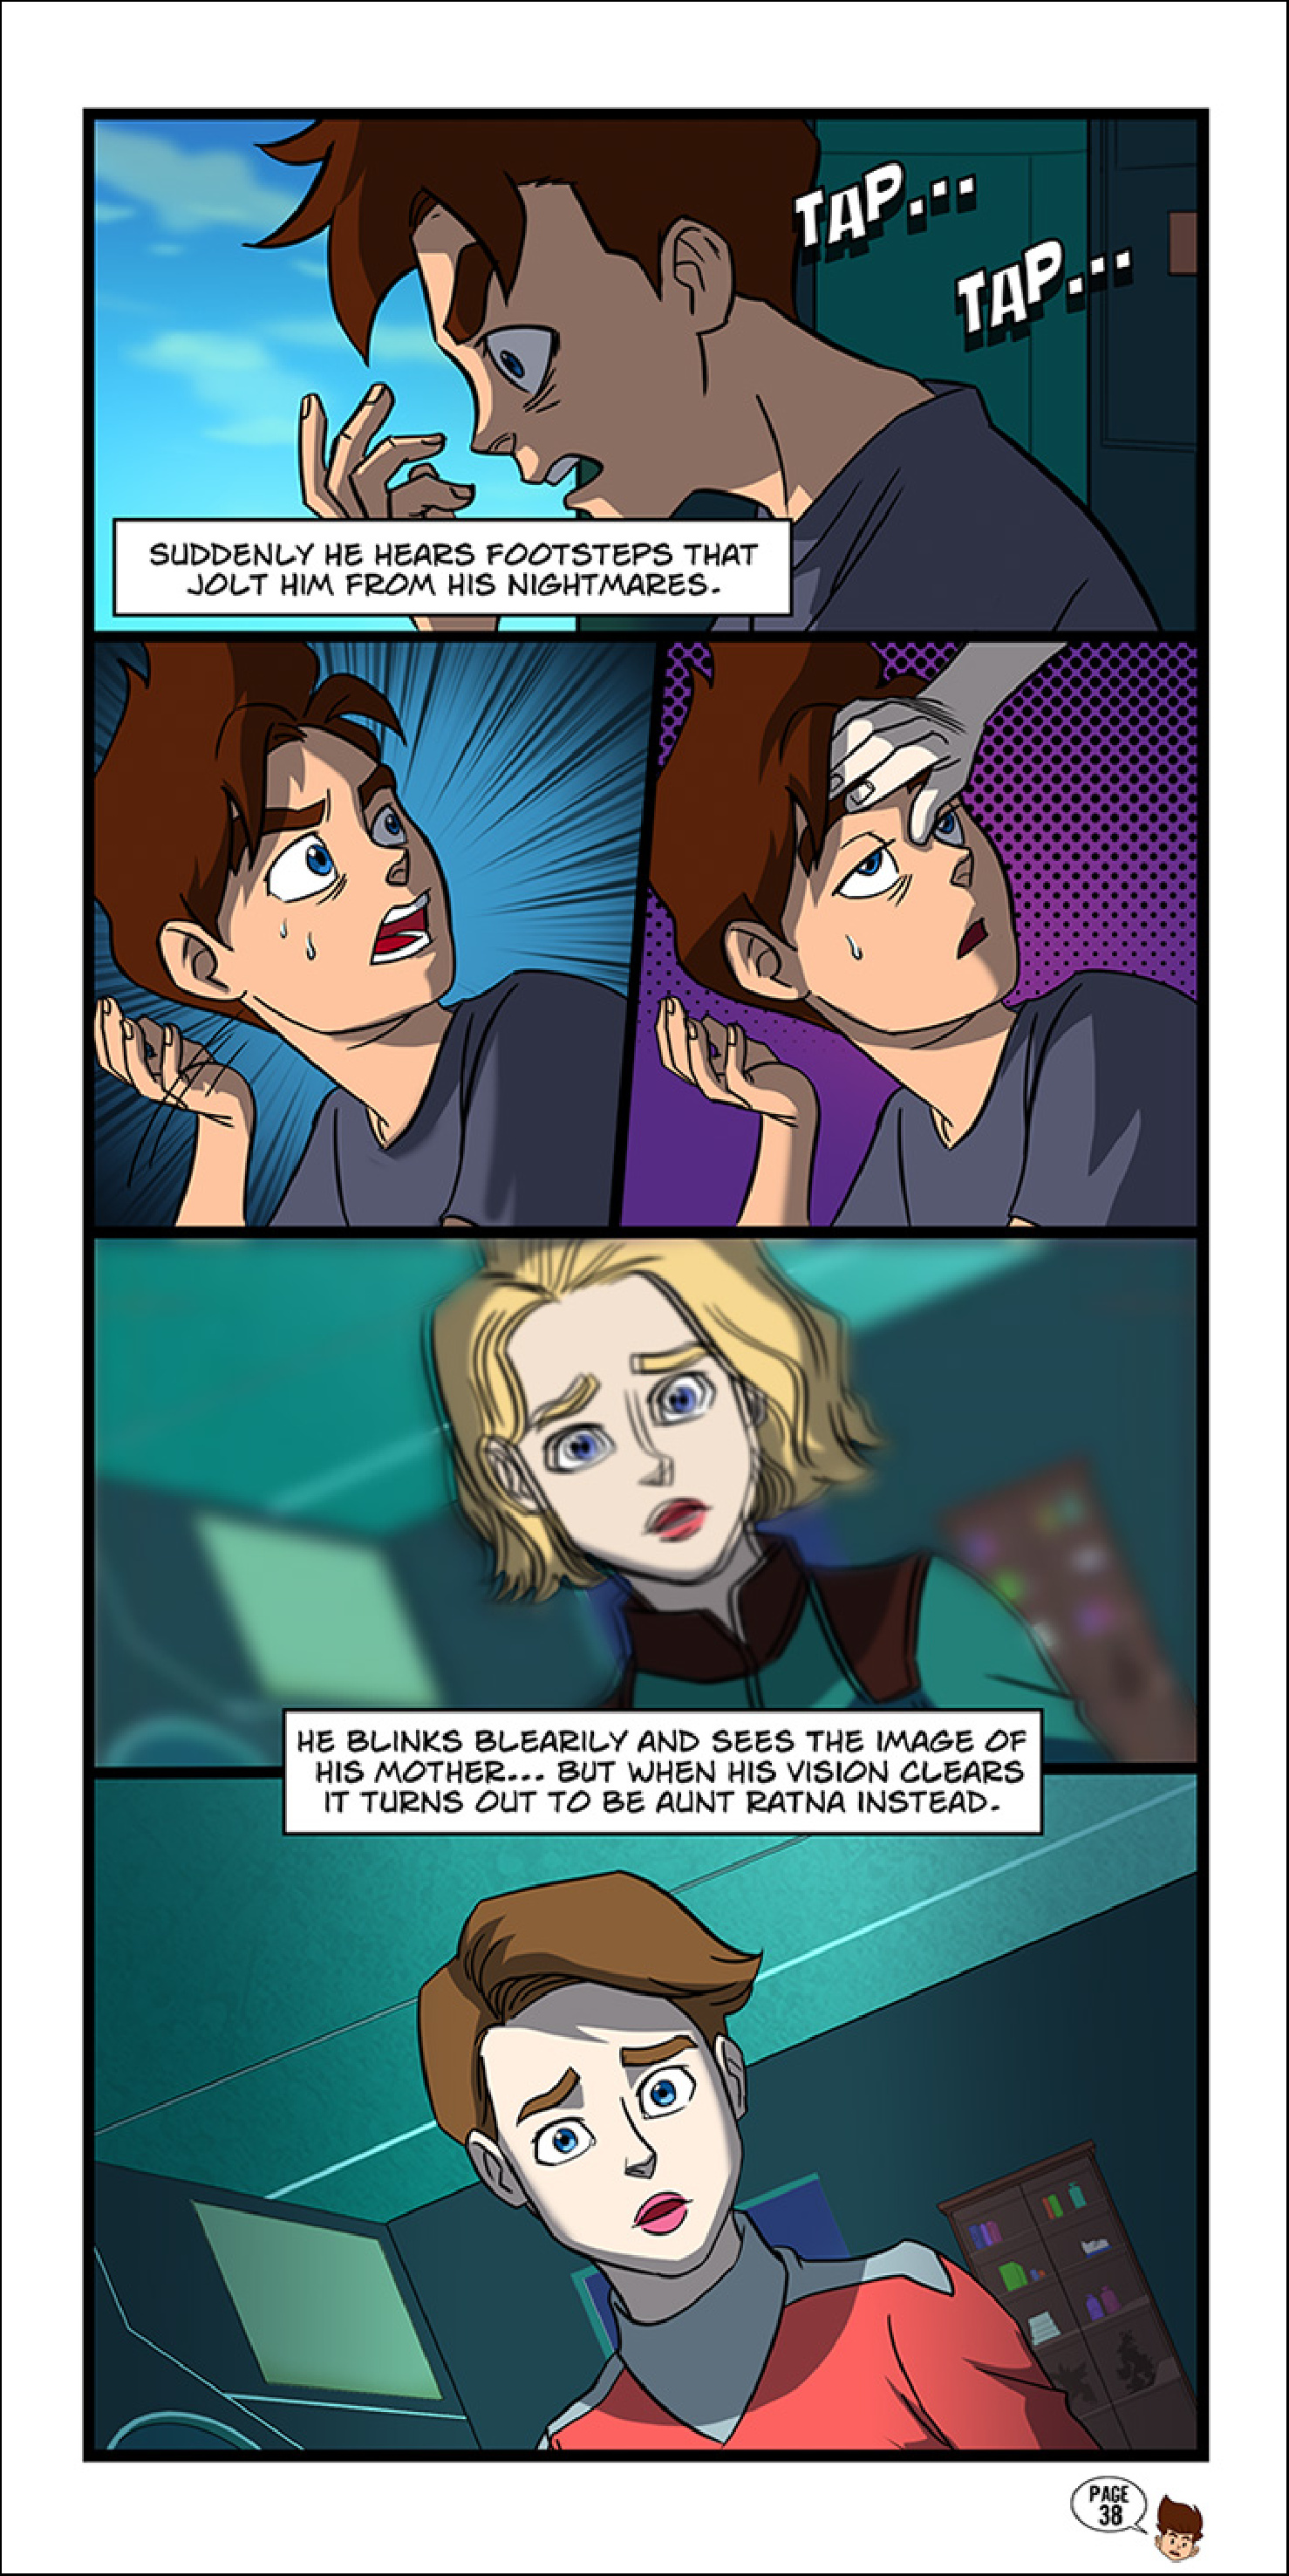 TAP...
TAP...
SUDDENLY HE HEARS FOOTSTEPS THAT
JOLT HIM FROM HIS NIGHTMARES.
HE BLINKS BLEARILY AND SEES THE IMAGE OF
HIS MOTHER... BUT WHEN HIS VISION CLEARS
IT TURNS OUT TO BE AUNT RATNA INSTEAD.
PAGE
38